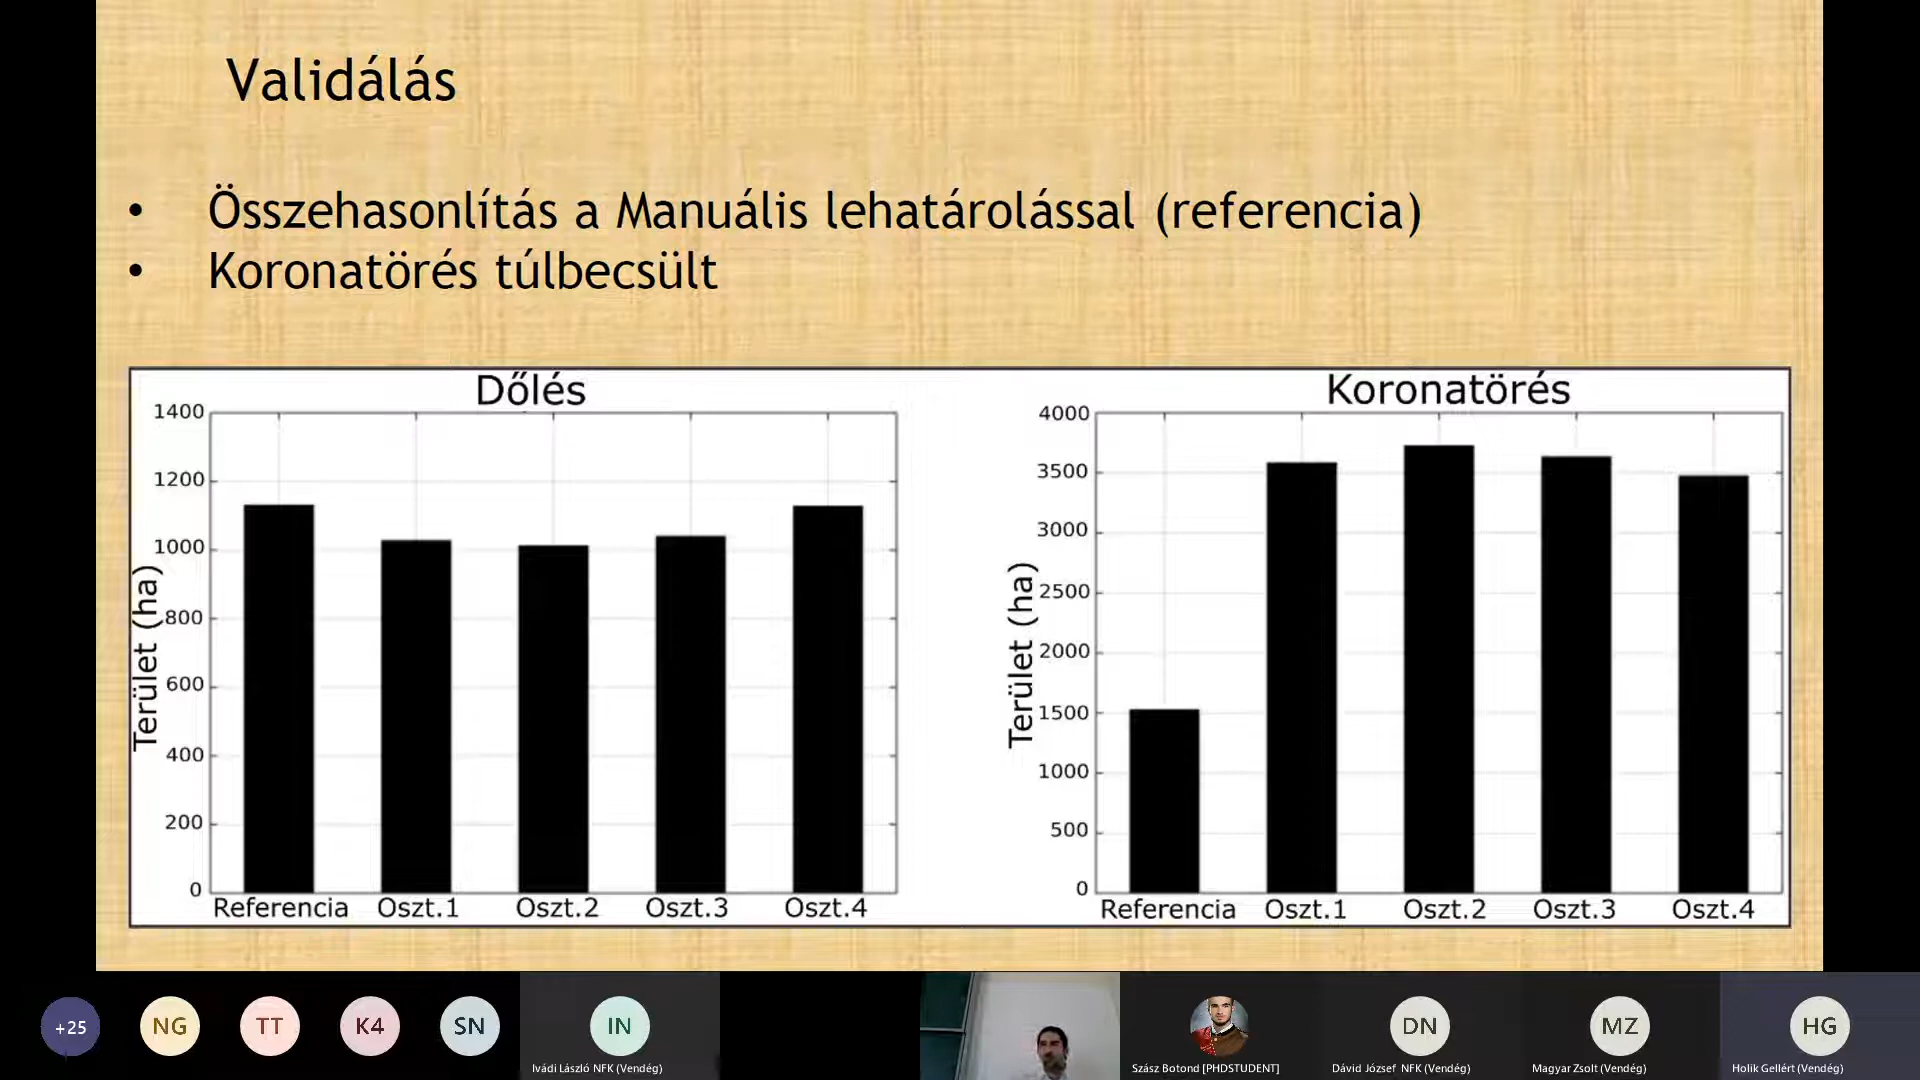 Validálás
• Összehasonlítás a Manuális lehatárolással (referencia)
• Koronatörés túlbecsült
Dőlés
Terület (ha)
1400
1200
1000
800
600
400
200
0
Referencia Oszt.1 Oszt.2 Oszt.3 Oszt.4
Koronatörés
Terület (ha)
4000
3500
3000
2500
2000
1500
1000
500
0
Referencia Oszt.1 Oszt.2 Oszt.3 Oszt.4
+25 NG TT K4 SN IN DN MZ HG
Ivádi László NFK (Vendég) Szász Botond [PHDSTUDENT] Dávid József NFK (Vendég) Magyar Zsolt (Vendég) Holik Gellért (Vendég)